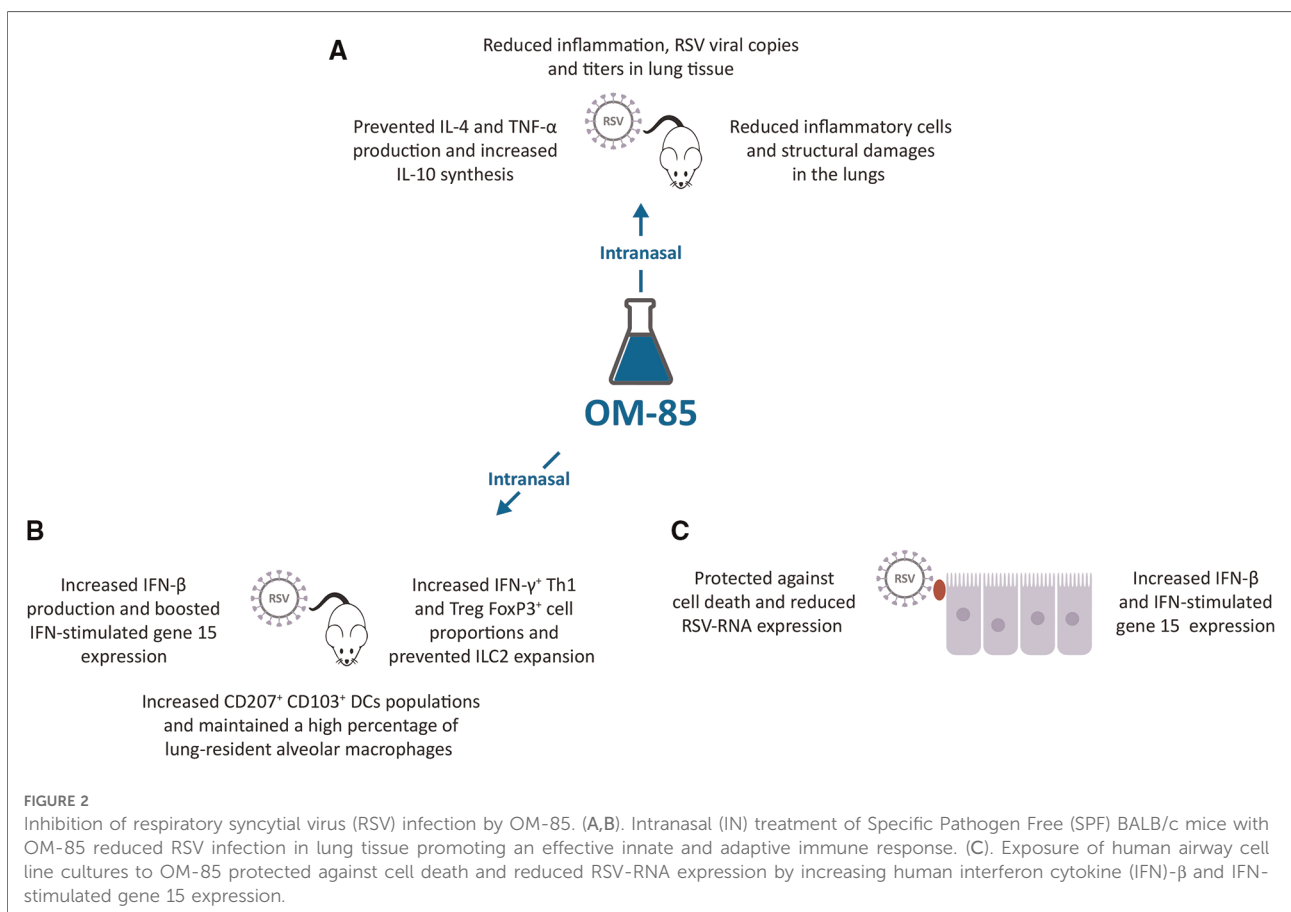 A
Reduced inflammation, RSV viral copies
and titers in lung tissue
Prevented IL-4 and TNF-α
production and increased
IL-10 synthesis
RSV
Reduced inflammatory cells
and structural damages
in the lungs
Intranasal
OM-85
Intranasal
B
Increased IFN-β
production and boosted
IFN-stimulated gene 15
expression
RSV
Increased IFN-γ⁺ Th1
and Treg FoxP3⁺ cell
proportions and
prevented ILC2 expansion
Increased CD207⁺ CD103⁺ DCs populations
and maintained a high percentage of
lung-resident alveolar macrophages
C
Protected against
cell death and reduced
RSV-RNA expression
RSV
Increased IFN-β
and IFN-stimulated
gene 15 expression
FIGURE 2
Inhibition of respiratory syncytial virus (RSV) infection by OM-85. (A,B). Intranasal (IN) treatment of Specific Pathogen Free (SPF) BALB/c mice with
OM-85 reduced RSV infection in lung tissue promoting an effective innate and adaptive immune response. (C). Exposure of human airway cell
line cultures to OM-85 protected against cell death and reduced RSV-RNA expression by increasing human interferon cytokine (IFN)-β and IFN-
stimulated gene 15 expression.